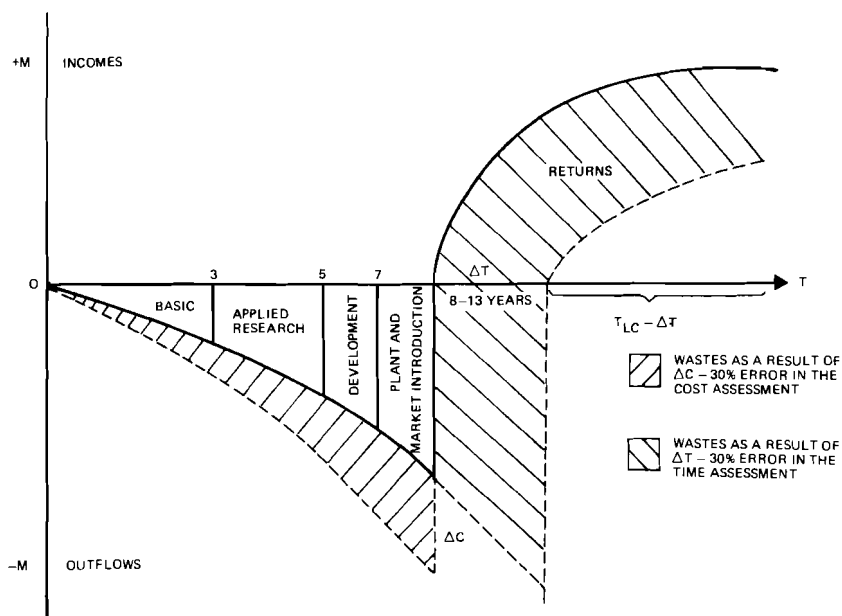 +M
INCOMES
RETURNS
3
5
7
ΔT
O
T
BASIC
APPLIED
RESEARCH
DEVELOPMENT
PLANT AND
MARKET INTRODUCTION
8–13 YEARS
T_LC – ΔT
WASTES AS A RESULT OF
ΔC – 30% ERROR IN THE
COST ASSESSMENT
WASTES AS A RESULT OF
ΔT – 30% ERROR IN THE
TIME ASSESSMENT
ΔC
–M
OUTFLOWS